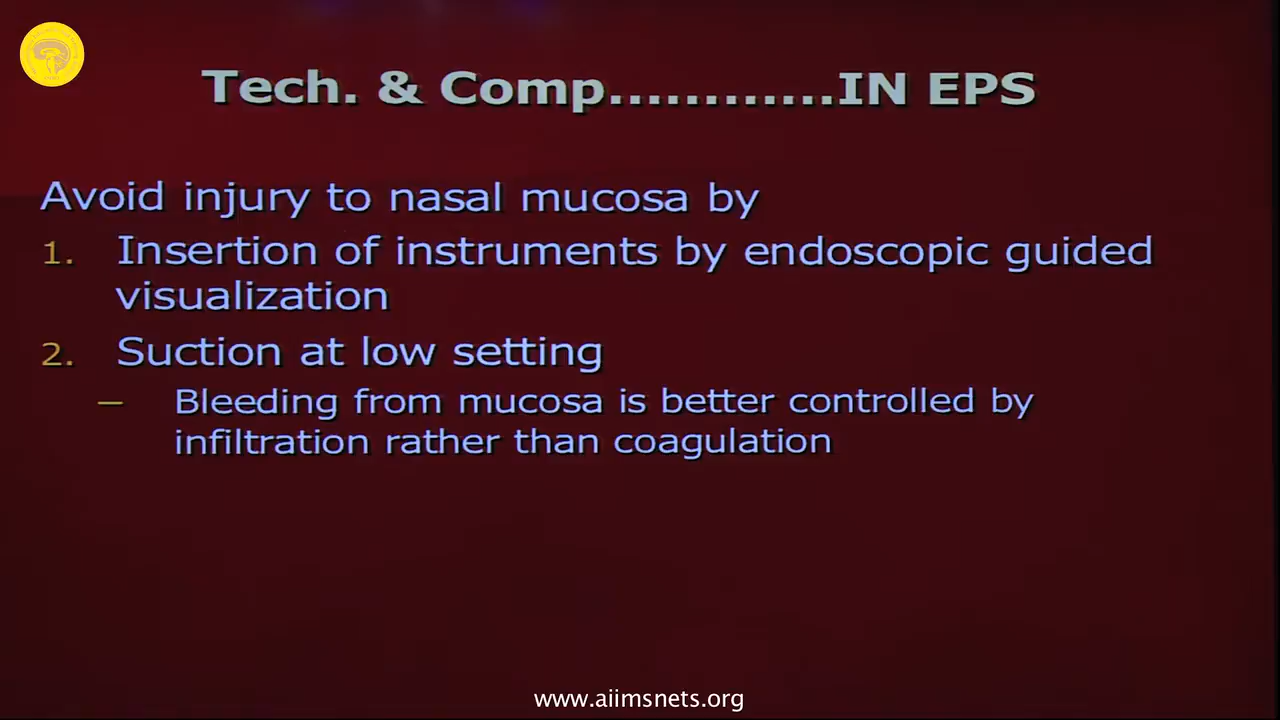 Tech. & Comp............IN EPS
Avoid injury to nasal mucosa by
1. Insertion of instruments by endoscopic guided
visualization
2. Suction at low setting
– Bleeding from mucosa is better controlled by
infiltration rather than coagulation
www.aiimsnets.org